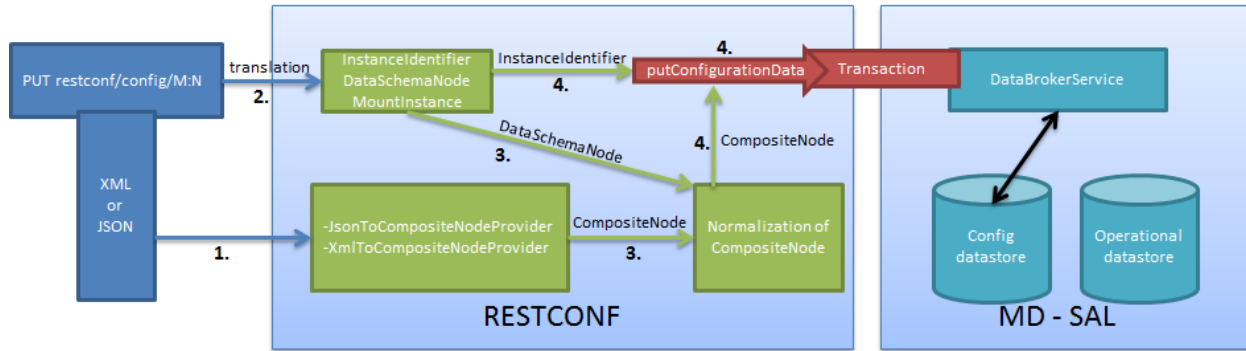 PUT restconf/config/M:N
XML
or
JSON
translation
2.
1.
InstanceIdentifier
DataSchemaNode
MountInstance
InstanceIdentifier
4.
4.
putConfigurationData
Transaction
DataSchemaNode
3.
4.
CompositeNode
-JsonToCompositeNodeProvider
-XmlToCompositeNodeProvider
CompositeNode
3.
Normalization of
CompositeNode
RESTCONF
DataBrokerService
Config
datastore
Operational
datastore
MD - SAL